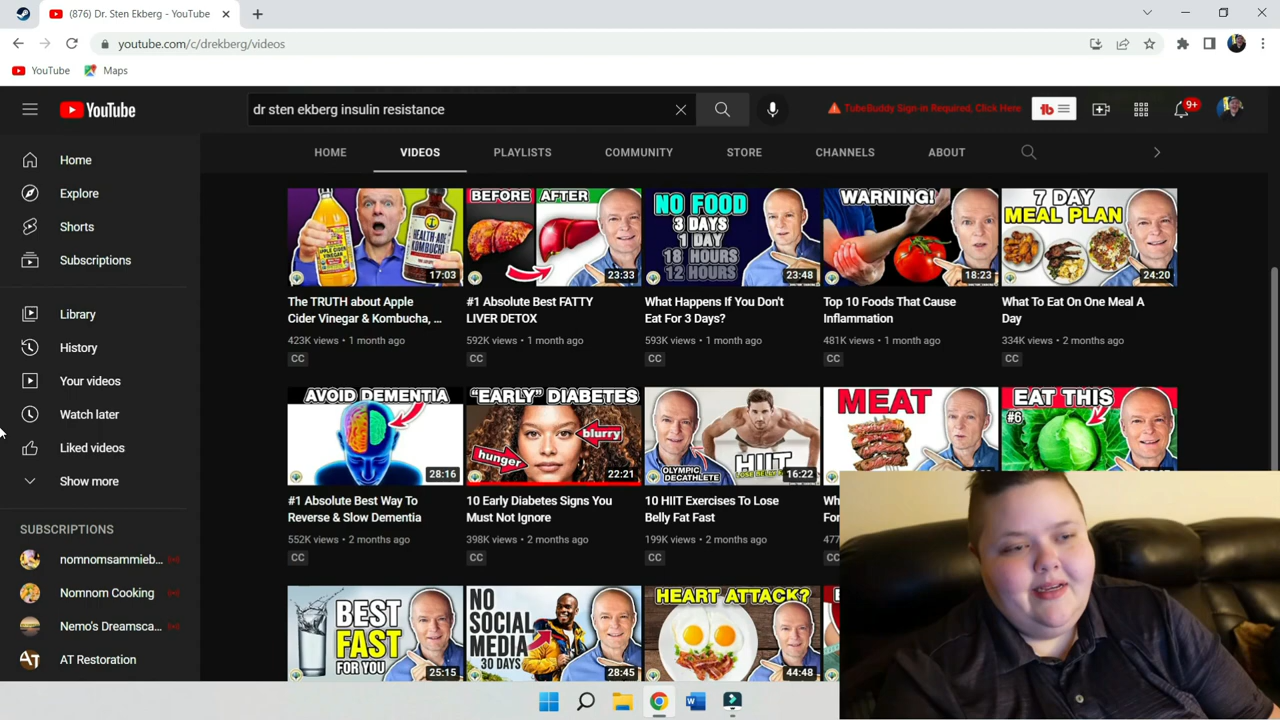 (876) Dr. Sten Ekberg - YouTube
youtube.com/c/drekberg/videos
YouTube
Maps
YouTube
dr sten ekberg insulin resistance
TubeBuddy Sign-in Required, Click Here
tb
9+
HOME
VIDEOS
PLAYLISTS
COMMUNITY
STORE
CHANNELS
ABOUT
Home
Explore
Shorts
Subscriptions
Library
History
Your videos
Watch later
Liked videos
Show more
SUBSCRIPTIONS
nomnomsammieb...
Nomnom Cooking
Nemo's Dreamsca...
AT Restoration
17:03
The TRUTH about Apple
Cider Vinegar & Kombucha, ...
423K views • 1 month ago
CC
BEFORE AFTER
23:33
#1 Absolute Best FATTY
LIVER DETOX
592K views • 1 month ago
CC
NO FOOD
3 DAYS
1 DAY
18 HOURS
12 HOURS
23:48
What Happens If You Don't
Eat For 3 Days?
593K views • 1 month ago
CC
WARNING!
18:23
Top 10 Foods That Cause
Inflammation
481K views • 1 month ago
CC
7 DAY
MEAL PLAN
24:20
What To Eat On One Meal A
Day
334K views • 2 months ago
CC
AVOID DEMENTIA
28:16
#1 Absolute Best Way To
Reverse & Slow Dementia
552K views • 2 months ago
CC
"EARLY" DIABETES
blurry
hunger
22:21
10 Early Diabetes Signs You
Must Not Ignore
398K views • 2 months ago
CC
OLYMPIC
DECATHLETE
HIIT
LOSE BELLY FAT
16:22
10 HIIT Exercises To Lose
Belly Fat Fast
199K views • 2 months ago
CC
MEAT
EAT THIS
#6
BEST
FAST
FOR YOU
25:15
NO
SOCIAL
MEDIA
30 DAYS
28:45
HEART ATTACK?
44:48